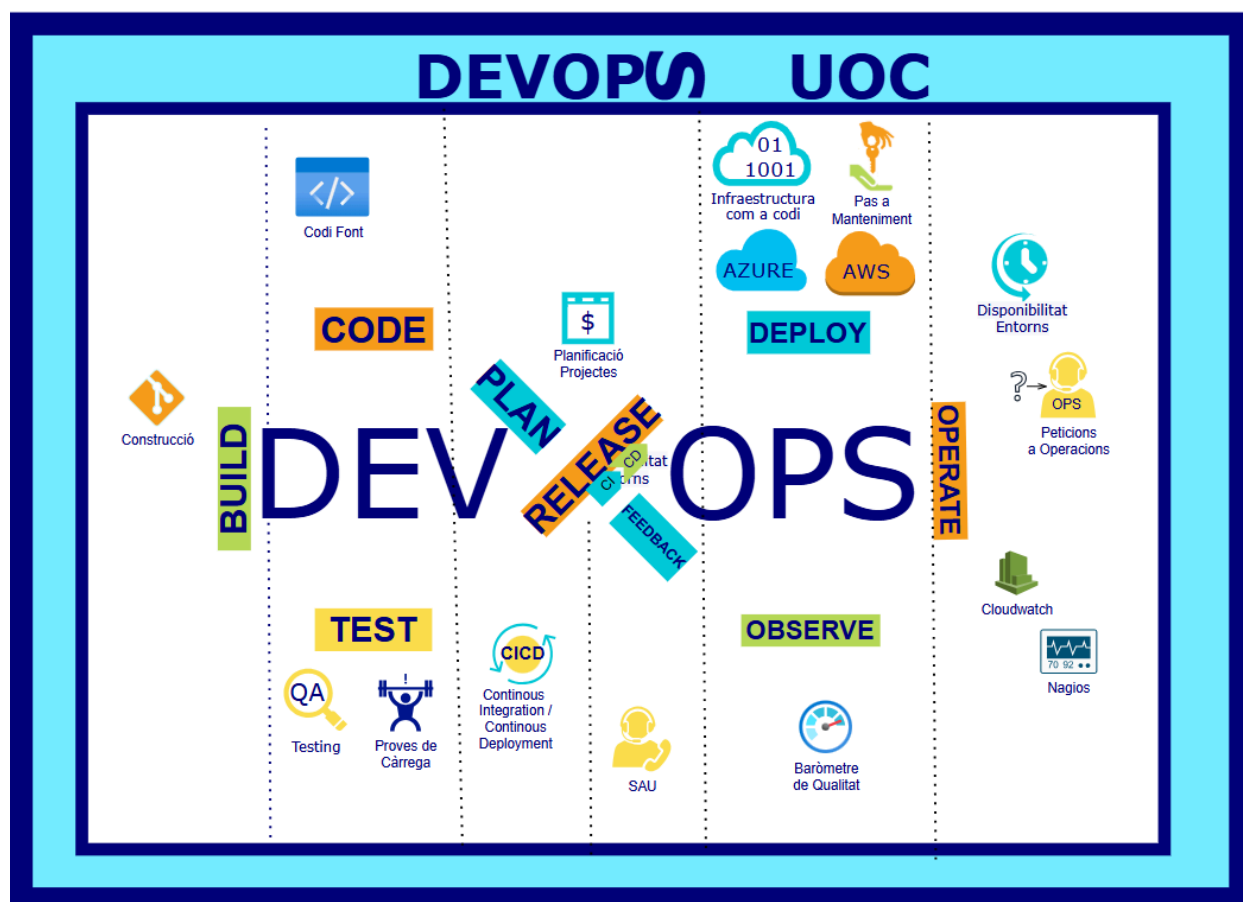 DEVOPS UOC
</>
Codi Font
CODE
Construcció
BUILD
TEST
QA
Testing
Proves de
Càrrega
$
Planificació
Projectes
PLAN
RELEASE
CI
CD
FEEDBACK
DEV
OPS
CICD
Continous
Integration /
Continous
Deployment
SAU
01
1001
Infraestructura
com a codi
Pas a
Manteniment
AZURE
AWS
DEPLOY
OBSERVE
Baròmetre
de Qualitat
OPERATE
Disponibilitat
Entorns
?
OPS
Peticions
a Operacions
Cloudwatch
70 92
Nagios